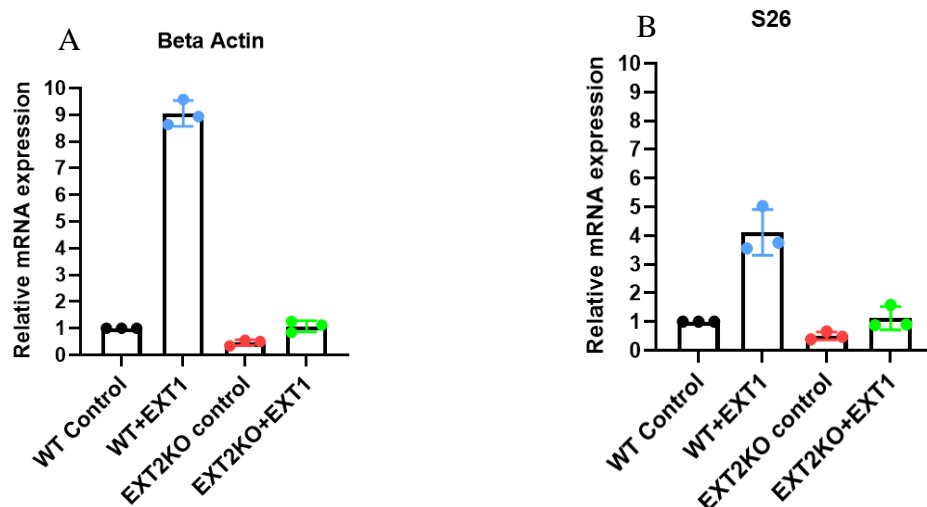 A
Beta Actin
Relative mRNA expression
10
9
8
7
6
5
4
3
2
1
0
WT Control
WT+EXT1
EXT2KO control
EXT2KO+EXT1
B
S26
Relative mRNA expression
10
9
8
7
6
5
4
3
2
1
0
WT Control
WT+EXT1
EXT2KO control
EXT2KO+EXT1